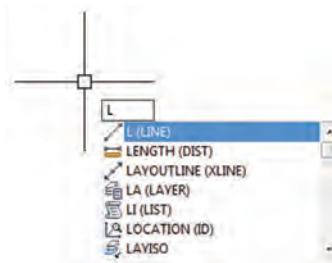 L
L (LINE)
LENGTH (DIST)
LAYOUTLINE (XLINE)
LA (LAYER)
LI (LIST)
LOCATION (ID)
LAYISO